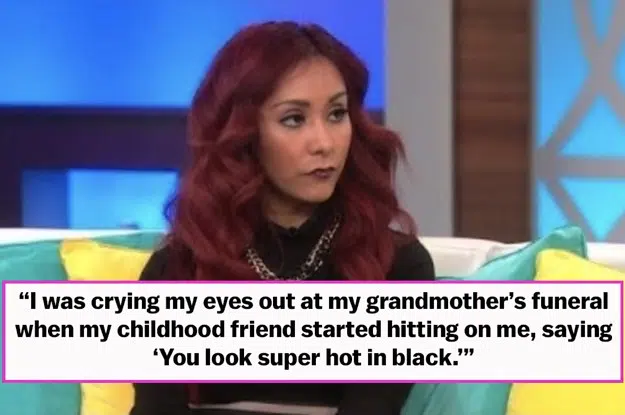 “I was crying my eyes out at my grandmother’s funeral
when my childhood friend started hitting on me, saying
‘You look super hot in black.’”